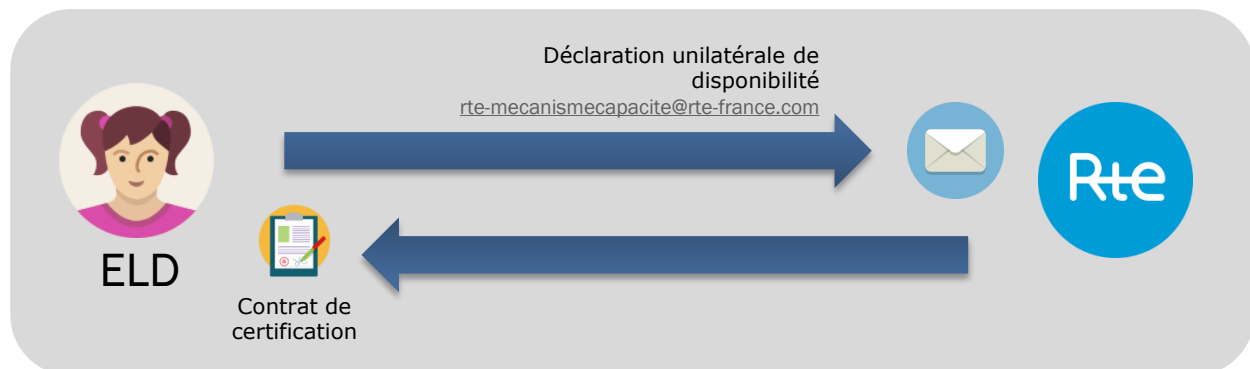 Déclaration unilatérale de
disponibilité
rte-mecanismecapacite@rte-france.com
Rte
ELD
Contrat de
certification